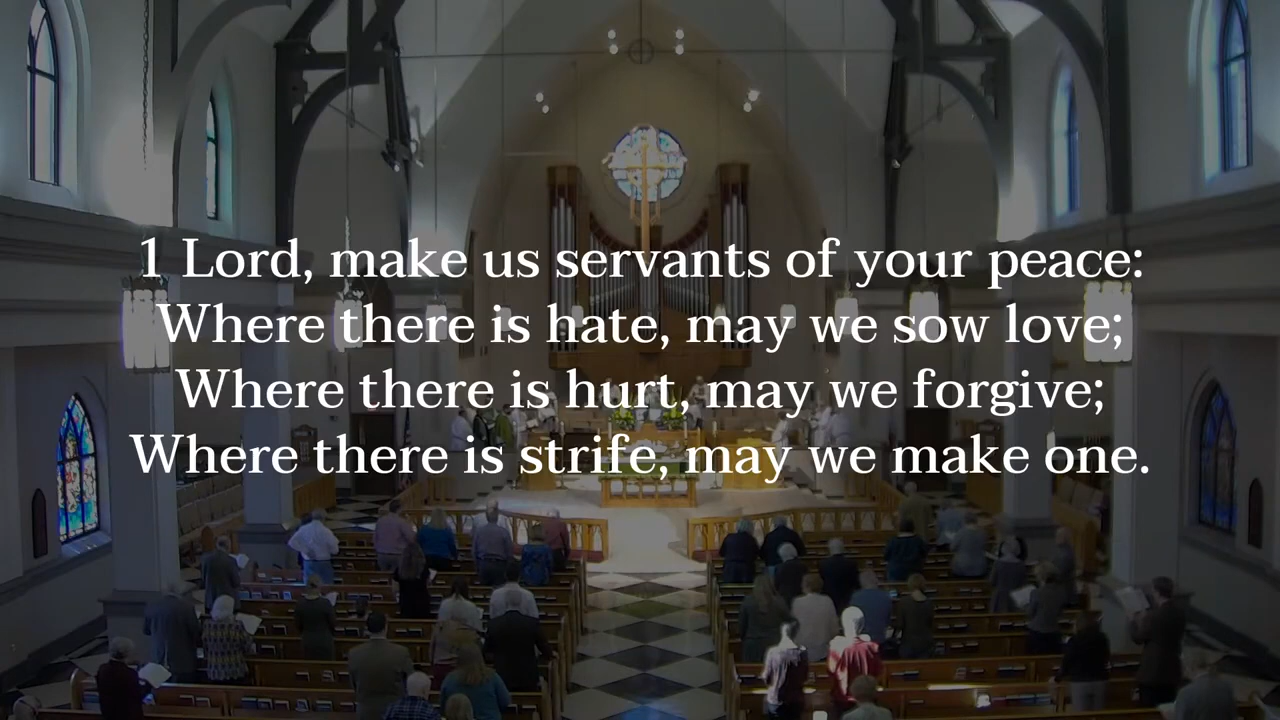 1 Lord, make us servants of your peace:
Where there is hate, may we sow love;
Where there is hurt, may we forgive;
Where there is strife, may we make one.